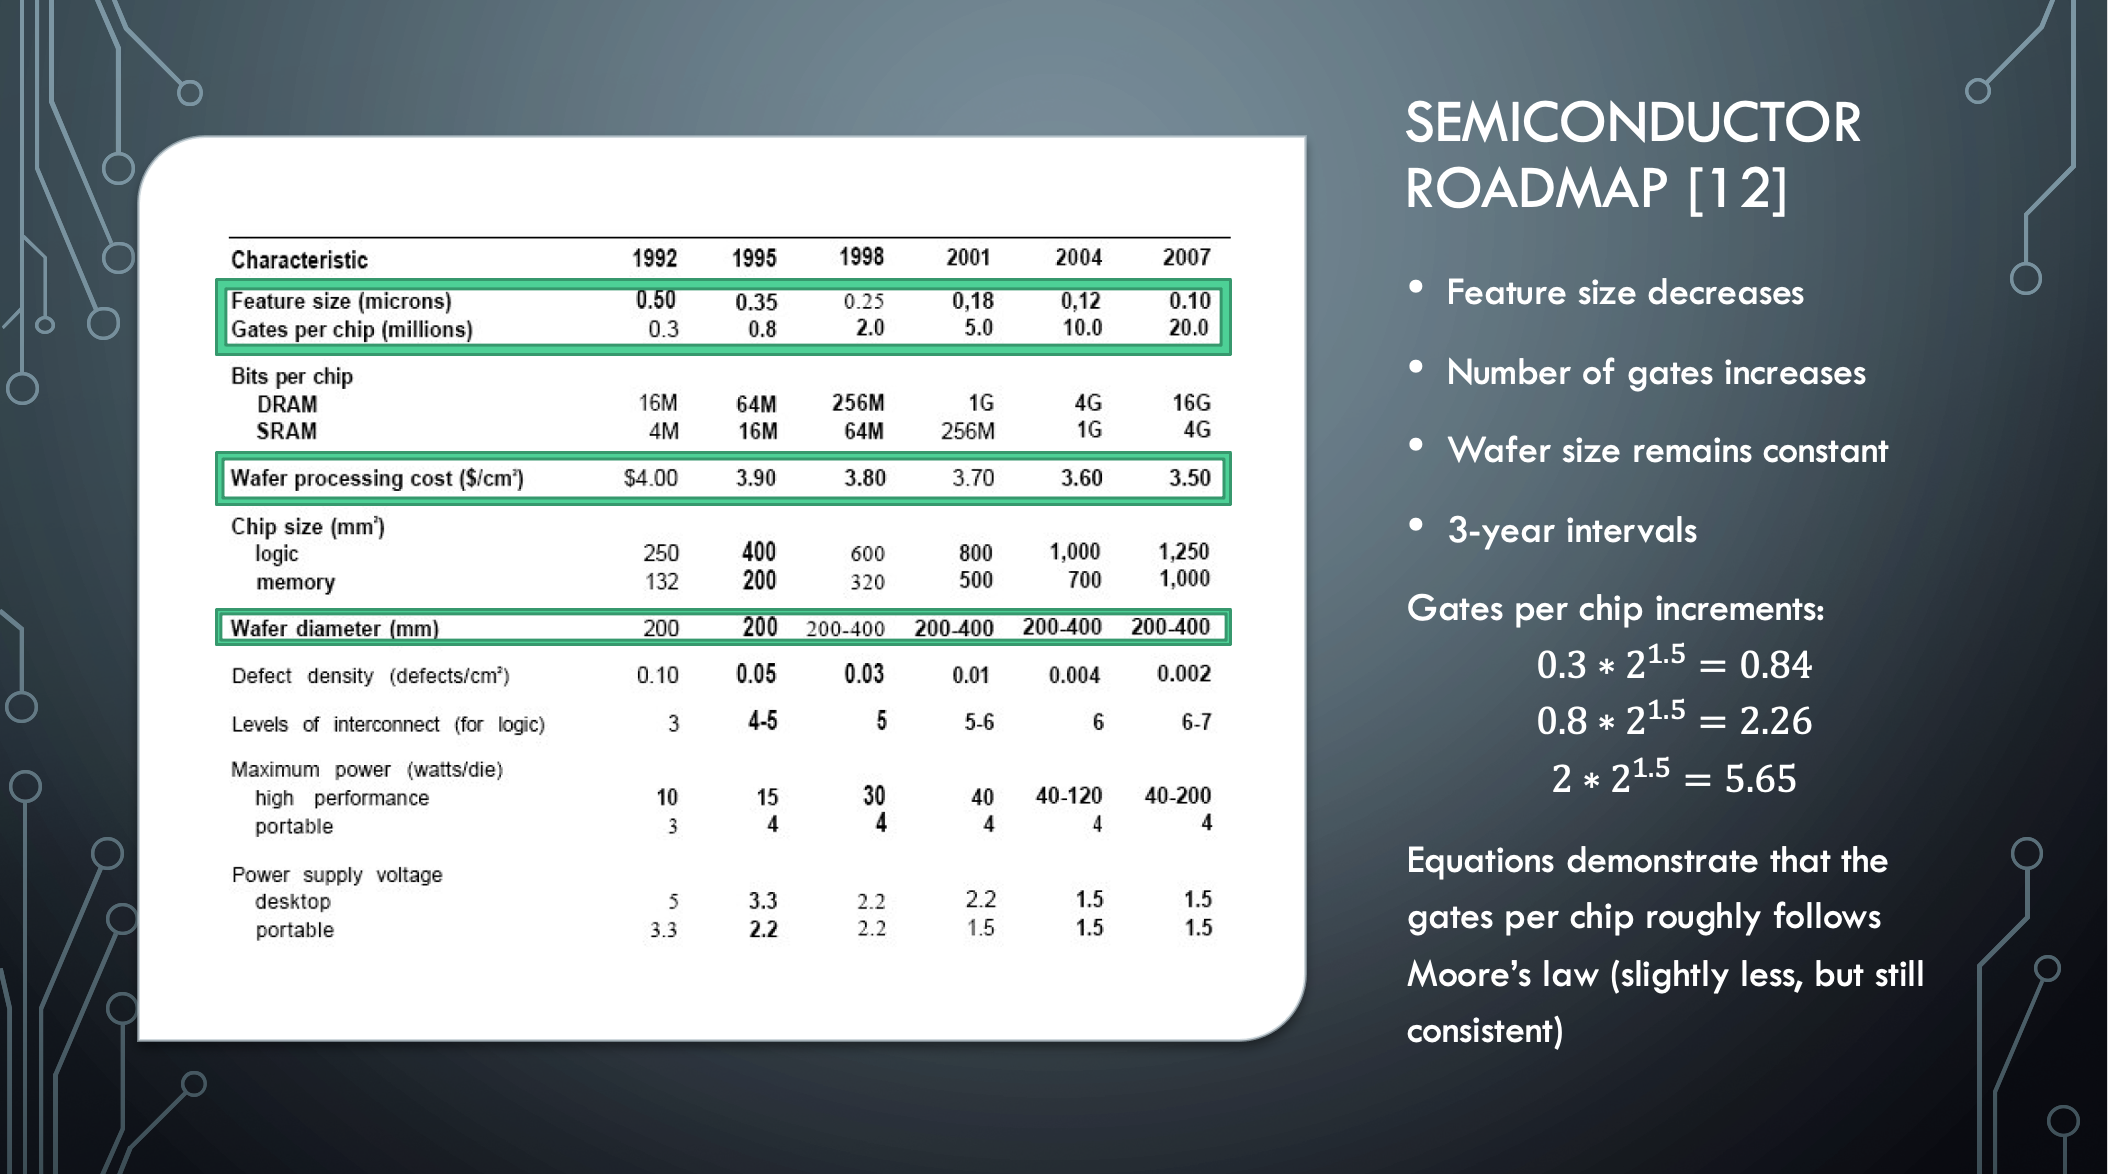 SEMICONDUCTOR
ROADMAP [12]
Characteristic 1992 1995 1998 2001 2004 2007
Feature size (microns) 0.50 0.35 0.25 0,18 0,12 0.10
Gates per chip (millions) 0.3 0.8 2.0 5.0 10.0 20.0
Bits per chip
DRAM 16M 64M 256M 1G 4G 16G
SRAM 4M 16M 64M 256M 1G 4G
Wafer processing cost ($/cm²) $4.00 3.90 3.80 3.70 3.60 3.50
Chip size (mm²)
logic 250 400 600 800 1,000 1,250
memory 132 200 320 500 700 1,000
Wafer diameter (mm) 200 200 200-400 200-400 200-400 200-400
Defect density (defects/cm²) 0.10 0.05 0.03 0.01 0.004 0.002
Levels of interconnect (for logic) 3 4-5 5 5-6 6 6-7
Maximum power (watts/die)
high performance 10 15 30 40 40-120 40-200
portable 3 4 4 4 4 4
Power supply voltage
desktop 5 3.3 2.2 2.2 1.5 1.5
portable 3.3 2.2 2.2 1.5 1.5 1.5
• Feature size decreases
• Number of gates increases
• Wafer size remains constant
• 3-year intervals
Gates per chip increments:
0.3 ∗ 2^1.5 = 0.84
0.8 ∗ 2^1.5 = 2.26
2 ∗ 2^1.5 = 5.65
Equations demonstrate that the
gates per chip roughly follows
Moore’s law (slightly less, but still
consistent)